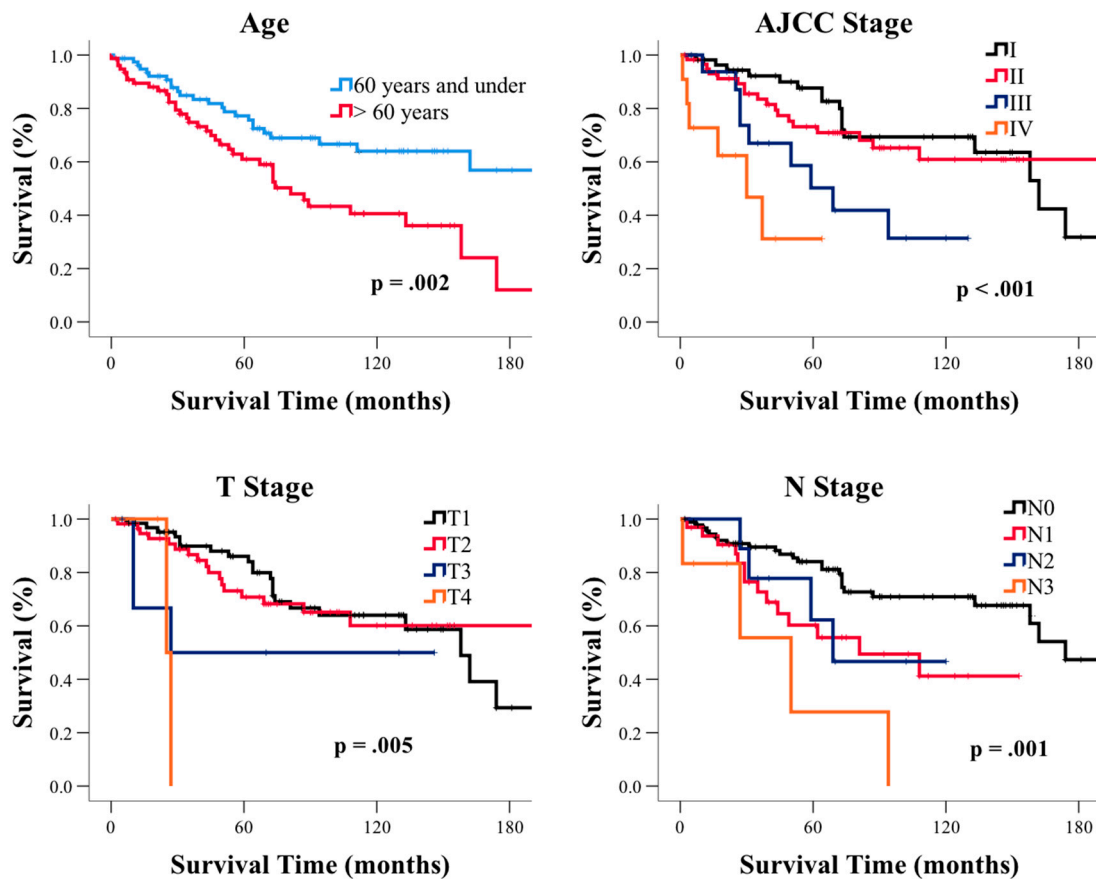 Age
Survival (%)
1.0
0.8
0.6
0.4
0.2
0.0
60 years and under
> 60 years
p = .002
0
60
120
180
Survival Time (months)
AJCC Stage
Survival (%)
1.0
0.8
0.6
0.4
0.2
0.0
I
II
III
IV
p < .001
0
60
120
180
Survival Time (months)
T Stage
Survival (%)
1.0
0.8
0.6
0.4
0.2
0.0
T1
T2
T3
T4
p = .005
0
60
120
180
Survival Time (months)
N Stage
Survival (%)
1.0
0.8
0.6
0.4
0.2
0.0
N0
N1
N2
N3
p = .001
0
60
120
180
Survival Time (months)